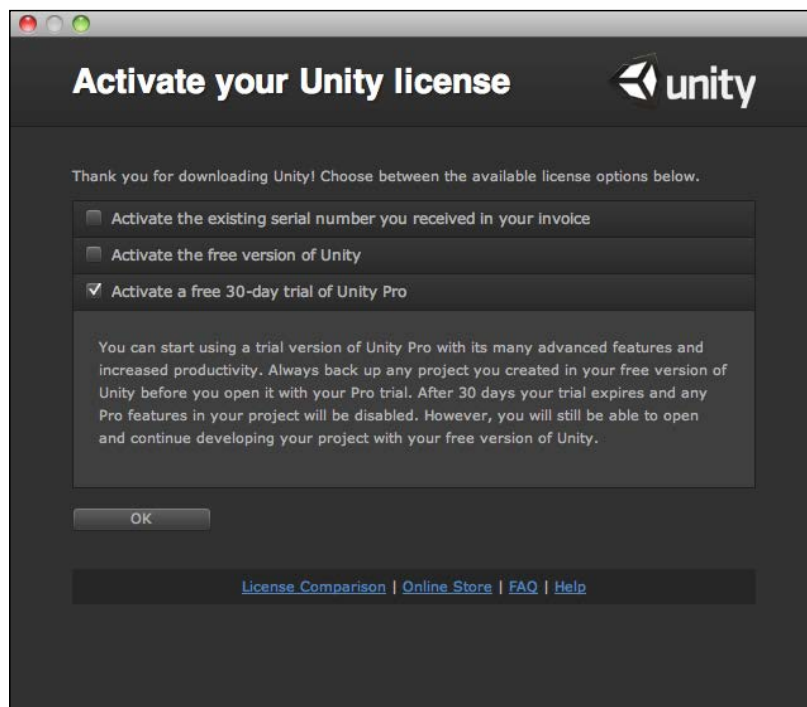 Activate your Unity license
unity
Thank you for downloading Unity! Choose between the available license options below.
Activate the existing serial number you received in your invoice
Activate the free version of Unity
Activate a free 30-day trial of Unity Pro
You can start using a trial version of Unity Pro with its many advanced features and
increased productivity. Always back up any project you created in your free version of
Unity before you open it with your Pro trial. After 30 days your trial expires and any
Pro features in your project will be disabled. However, you will still be able to open
and continue developing your project with your free version of Unity.
OK
License Comparison | Online Store | FAQ | Help